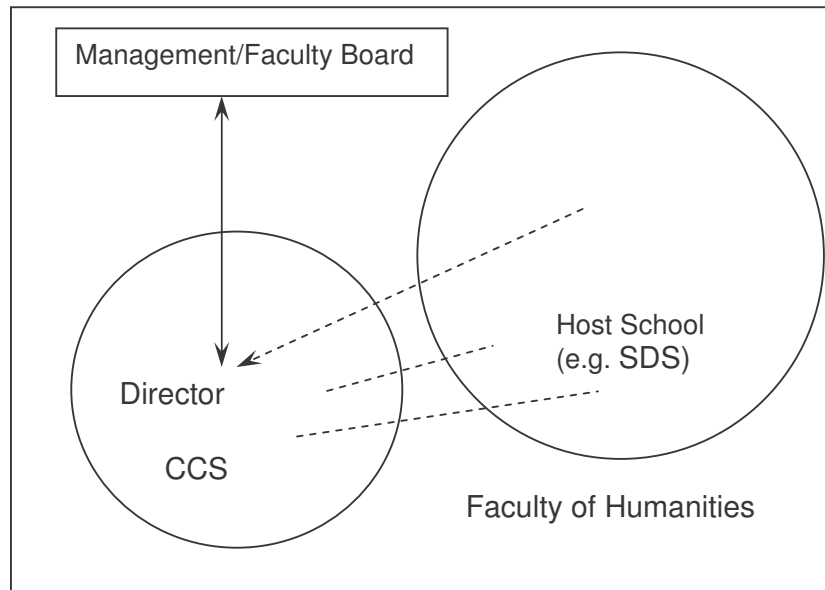 Management/Faculty Board
Host School
(e.g. SDS)
Director
CCS
Faculty of Humanities